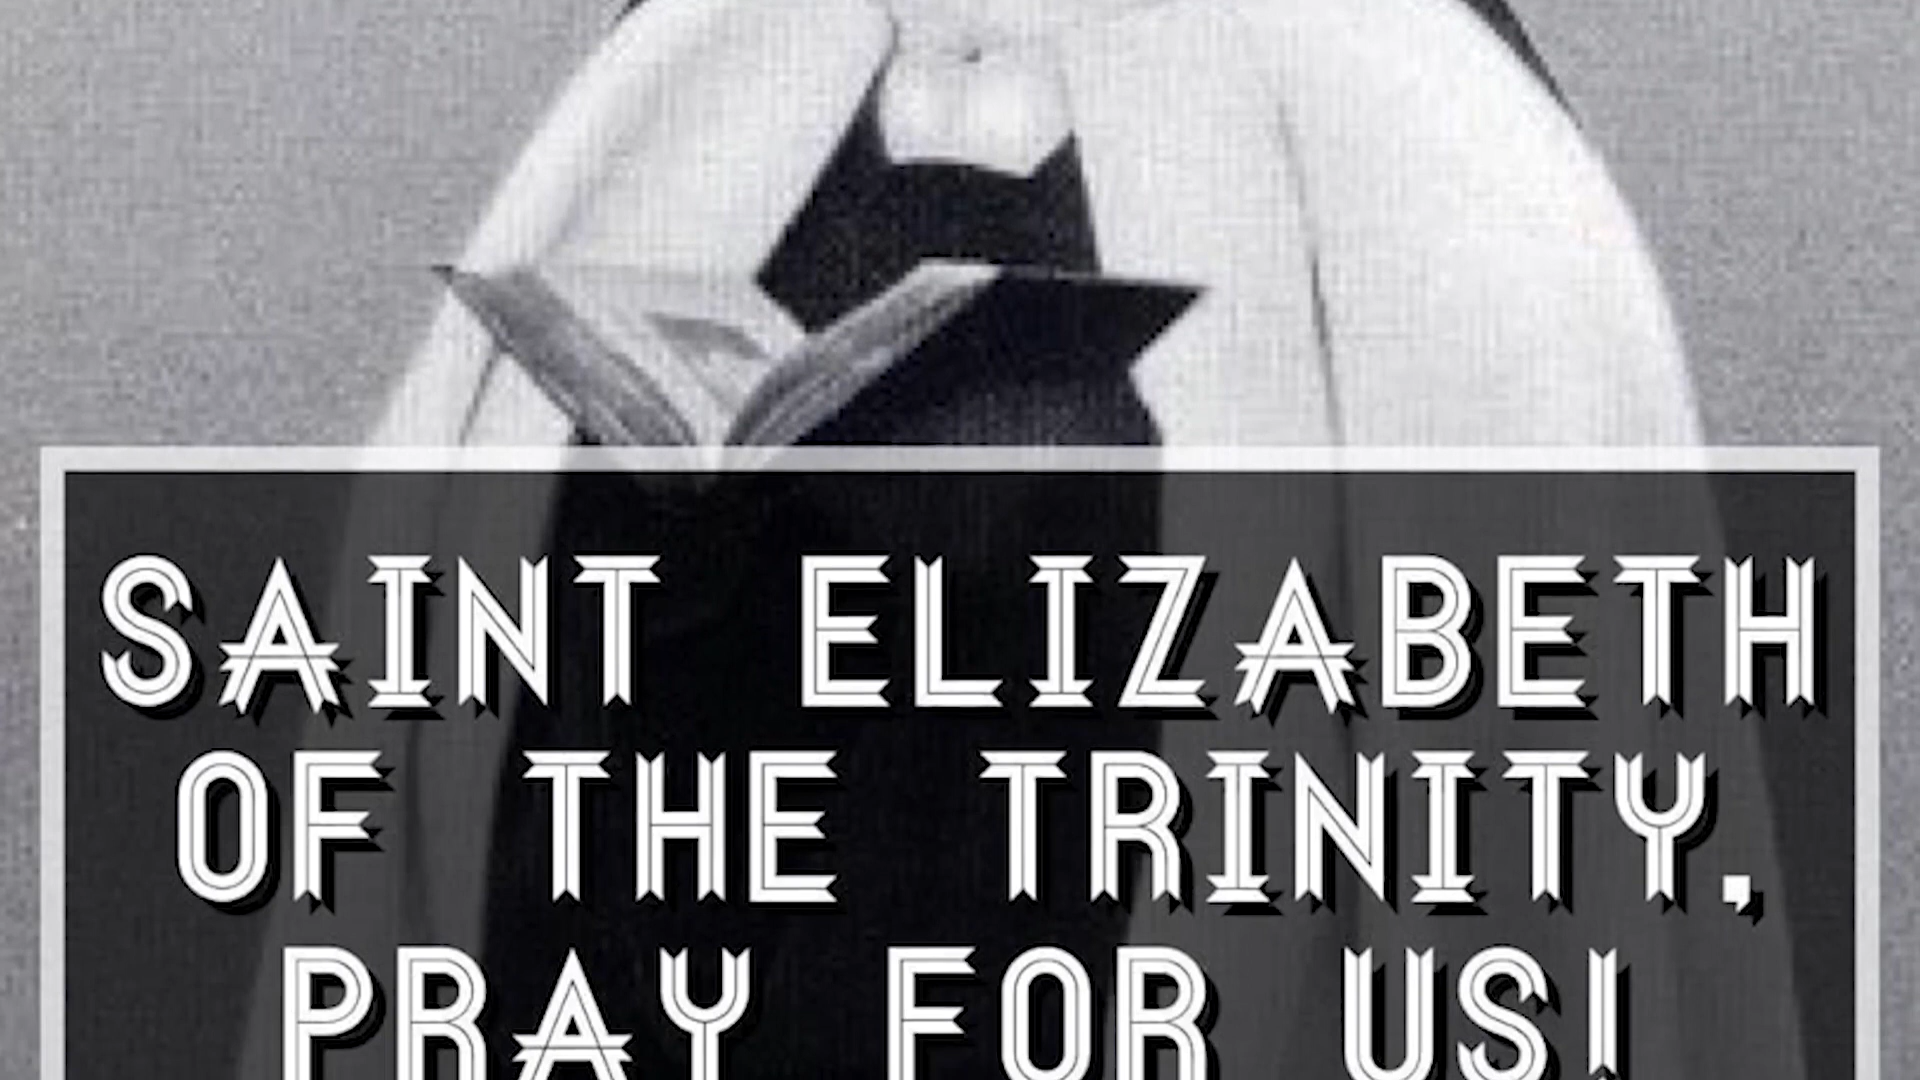 SAINT ELIZABETH
OF THE TRINITY,
PRAY FOR US!